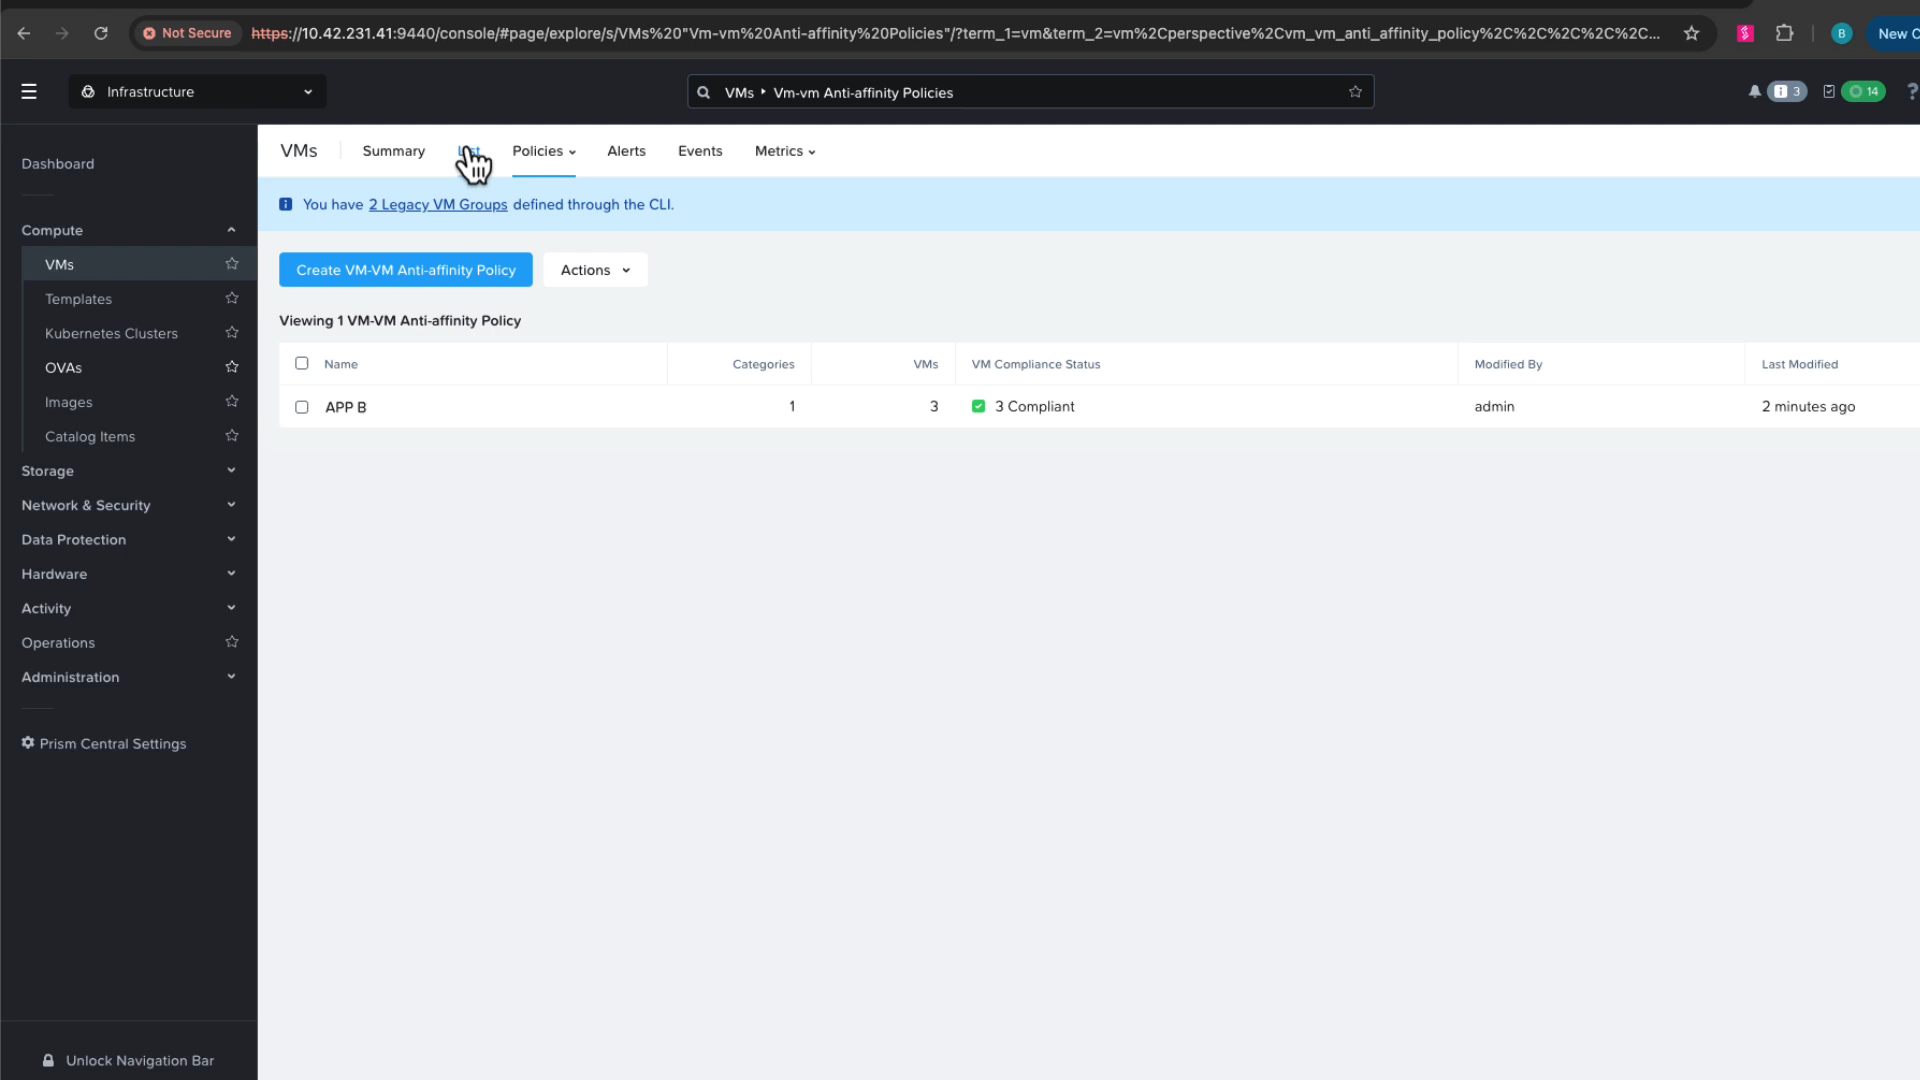 Not Secure https://10.42.231.41:9440/console/#page/explore/s/VMs%20"Vm-vm%20Anti-affinity%20Policies"/?term_1=vm&term_2=vm%2Cperspective%2Cvm_vm_anti_affinity_policy%2C%2C%2C%2C%2C... B New C
Infrastructure
VMs ‣ Vm-vm Anti-affinity Policies
3
14
?
Dashboard
Compute
VMs
Templates
Kubernetes Clusters
OVAs
Images
Catalog Items
Storage
Network & Security
Data Protection
Hardware
Activity
Operations
Administration
Prism Central Settings
Unlock Navigation Bar
VMs Summary Policies Alerts Events Metrics
You have 2 Legacy VM Groups defined through the CLI.
Create VM-VM Anti-affinity Policy Actions
Viewing 1 VM-VM Anti-affinity Policy
Name Categories VMs VM Compliance Status Modified By Last Modified
APP B 1 3 3 Compliant admin 2 minutes ago